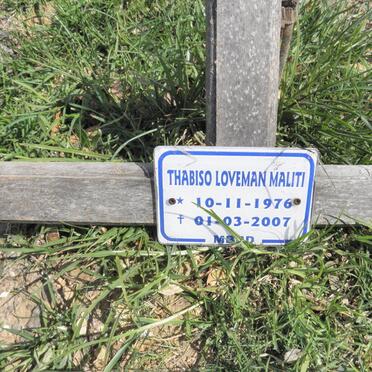 THABISO LOVEMAN MALITI
★ 10-11-1976
† 01-03-2007